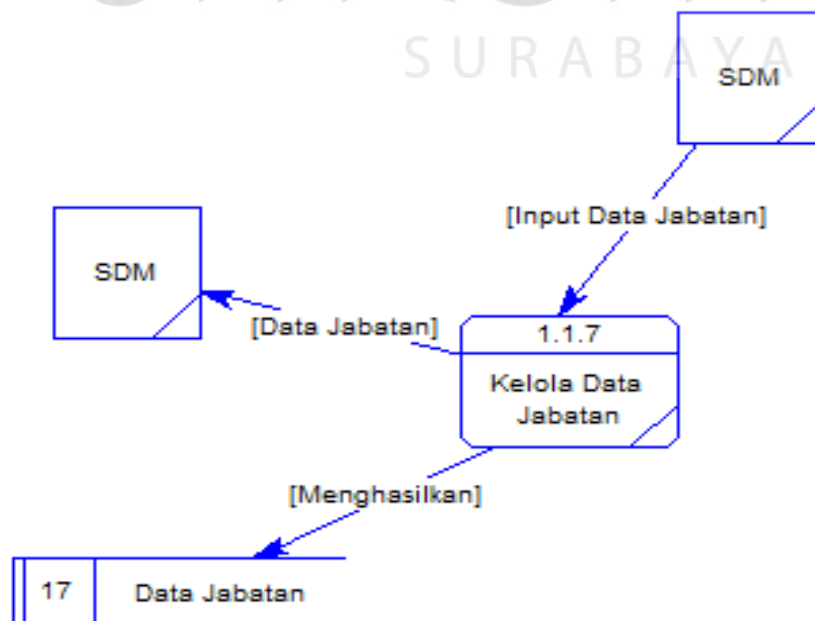 SURABAYA
SDM
[Input Data Jabatan]
SDM
[Data Jabatan]
1.1.7
Kelola Data
Jabatan
[Menghasilkan]
17
Data Jabatan